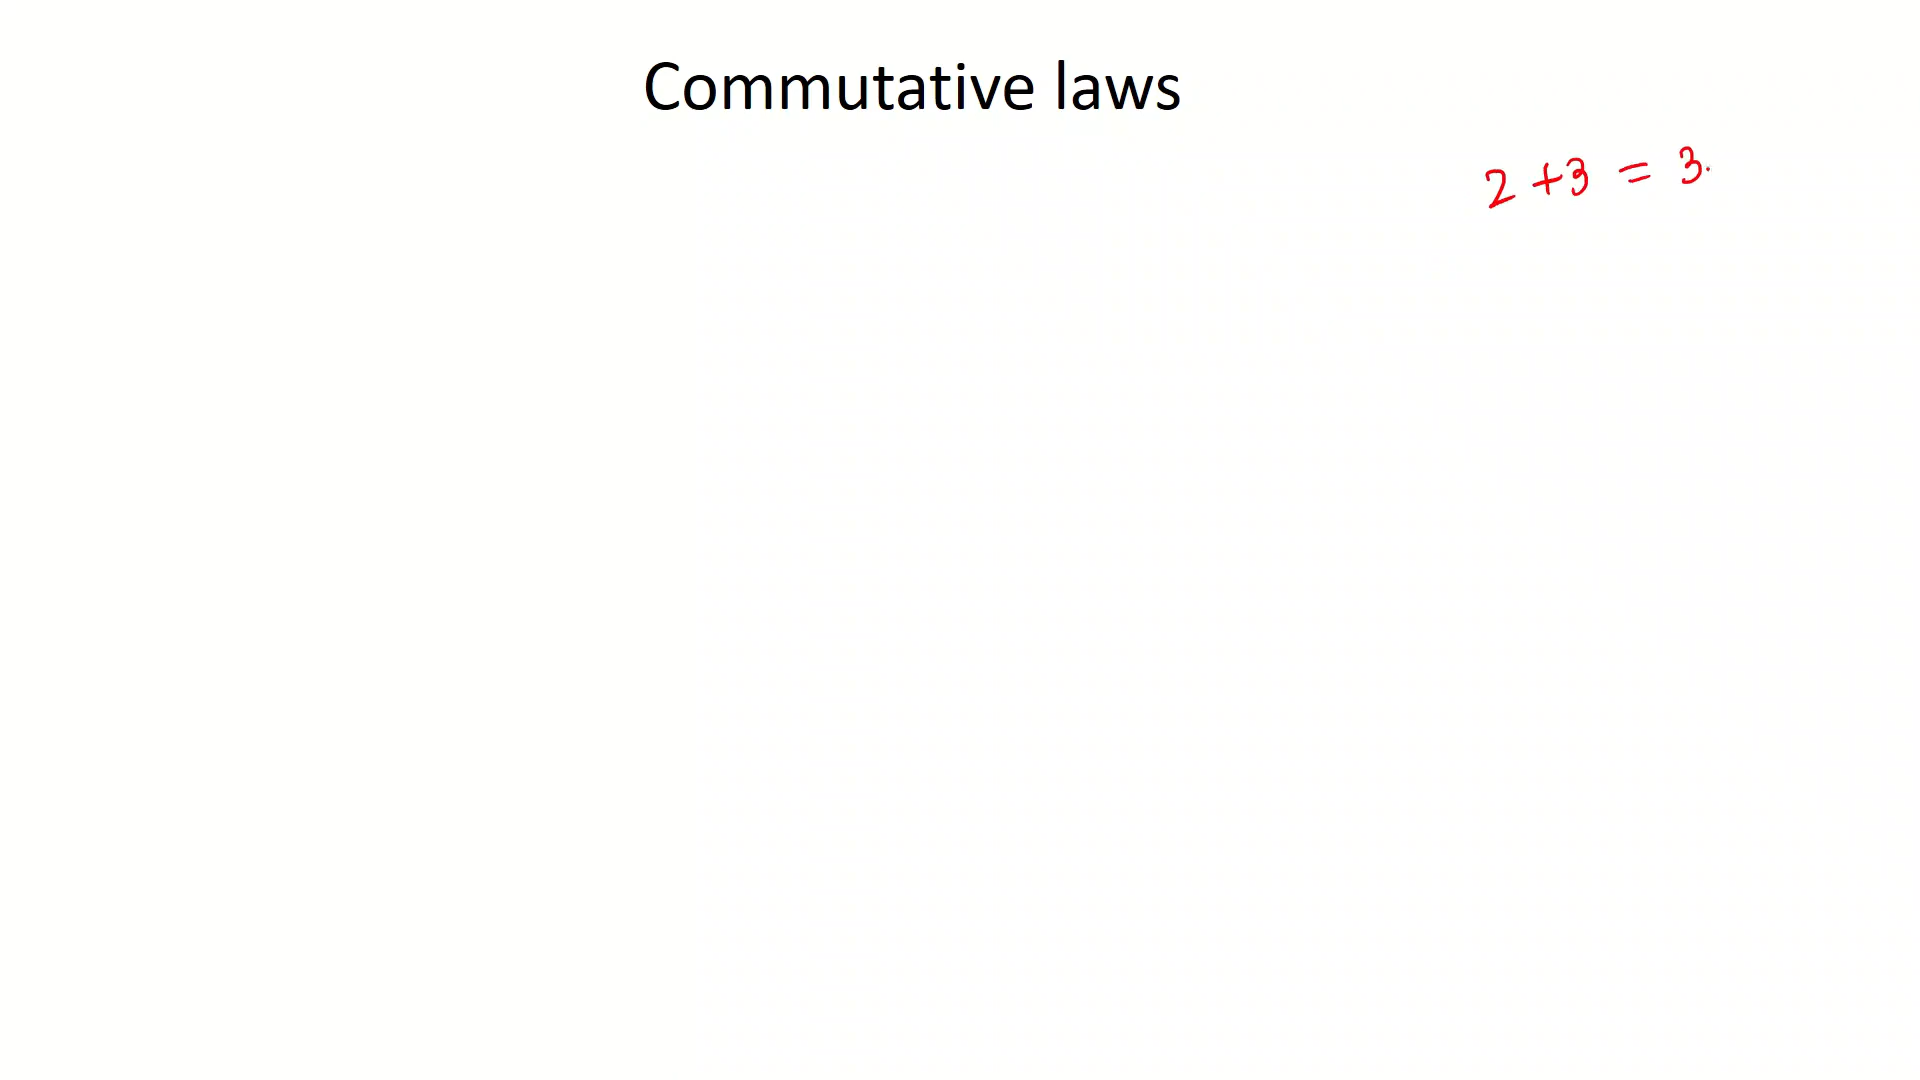 Commutative laws
2 + 3 = 3.